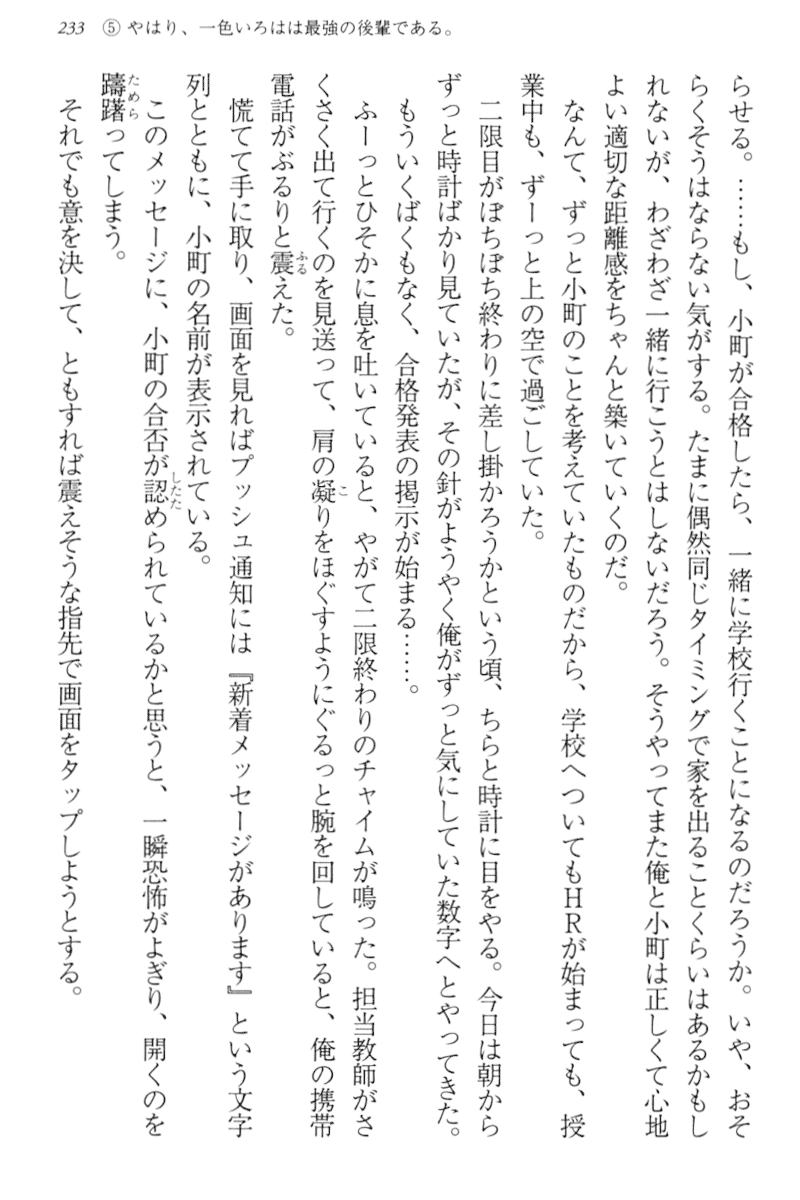 233 ⑤ やはり、一色いろはは最強の後輩である。
らせる。……もし、小町が合格したら、一緒に学校行くことになるのだろうか。いや、おそ
らくそうはならない気がする。たまに偶然同じタイミングで家を出ることくらいはあるかもし
れないが、わざわざ一緒に行こうとはしないだろう。そうやってまた俺と小町は正しくて心地
よい適切な距離感をちゃんと築いていくのだ。
なんて、ずっと小町のことを考えていたものだから、学校へついてもＨＲが始まっても、授
業中も、ずーっと上の空で過ごしていた。
二限目がぼちぼち終わりに差し掛かろうかという頃、ちらと時計に目をやる。今日は朝から
ずっと時計ばかり見ていたが、その針がようやく俺がずっと気にしていた数字へとやってきた。
もういくばくもなく、合格発表の掲示が始まる……。
ふーっとひそかに息を吐いていると、やがて二限終わりのチャイムが鳴った。担当教師がさ
くさく出て行くのを見送って、肩の凝こりをほぐすようにぐるっと腕を回していると、俺の携帯
電話がぶるりと震ふるえた。
慌てて手に取り、画面を見ればプッシュ通知には『新着メッセージがあります』という文字
列とともに、小町の名前が表示されている。
このメッセージに、小町の合否が認したためられているかと思うと、一瞬恐怖がよぎり、開くのを
躊躇ためらってしまう。
それでも意を決して、ともすれば震えそうな指先で画面をタップしようとする。